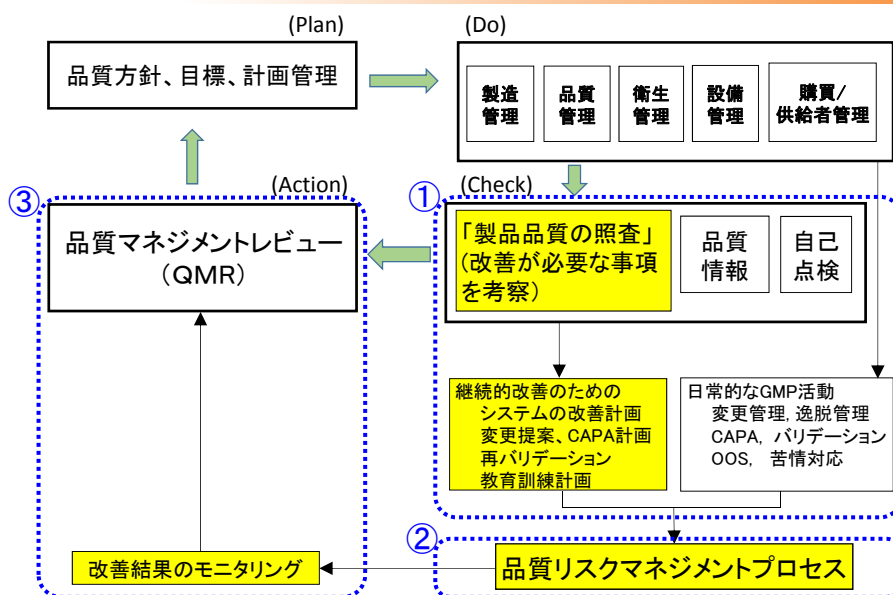 (Plan)
品質方針、目標、計画管理
(Do)
製造
管理
品質
管理
衛生
管理
設備
管理
購買/
供給者管理
(Action)
③
品質マネジメントレビュー
（QMR）
(Check)
①
「製品品質の照査」
（改善が必要な事項
を考察）
品質
情報
自己
点検
継続的改善のための
システムの改善計画
変更提案、CAPA計画
再バリデーション
教育訓練計画
日常的なGMP活動
変更管理, 逸脱管理
CAPA, バリデーション
OOS, 苦情対応
②
品質リスクマネジメントプロセス
改善結果のモニタリング